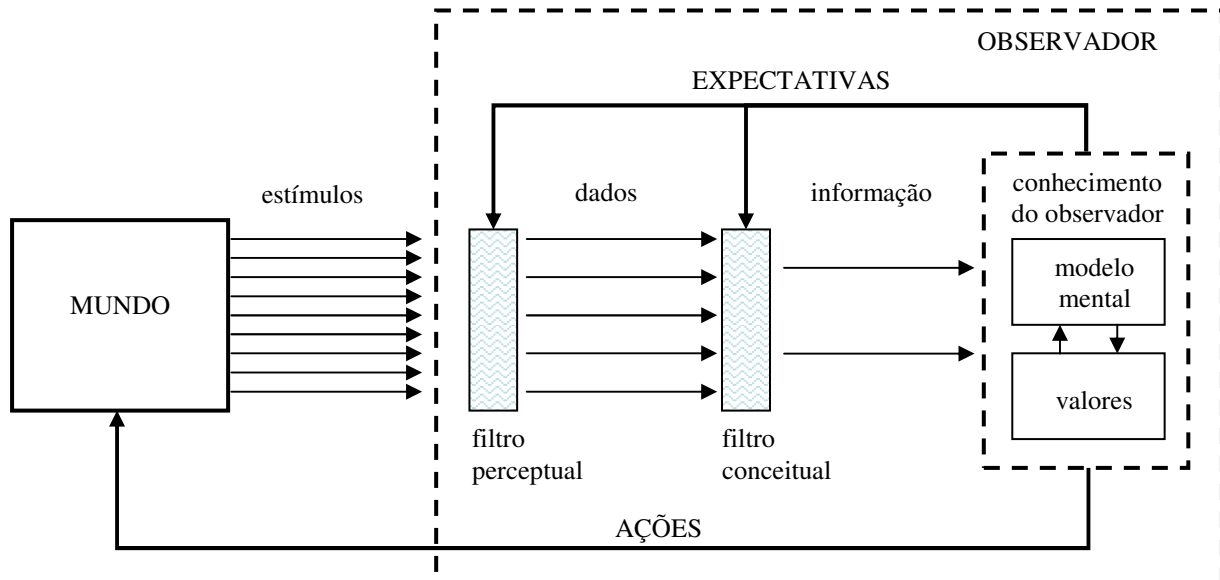 OBSERVADOR
EXPECTATIVAS
estímulos
dados
informação
conhecimento
do observador
MUNDO
modelo
mental
valores
filtro
perceptual
filtro
conceitual
AÇÕES